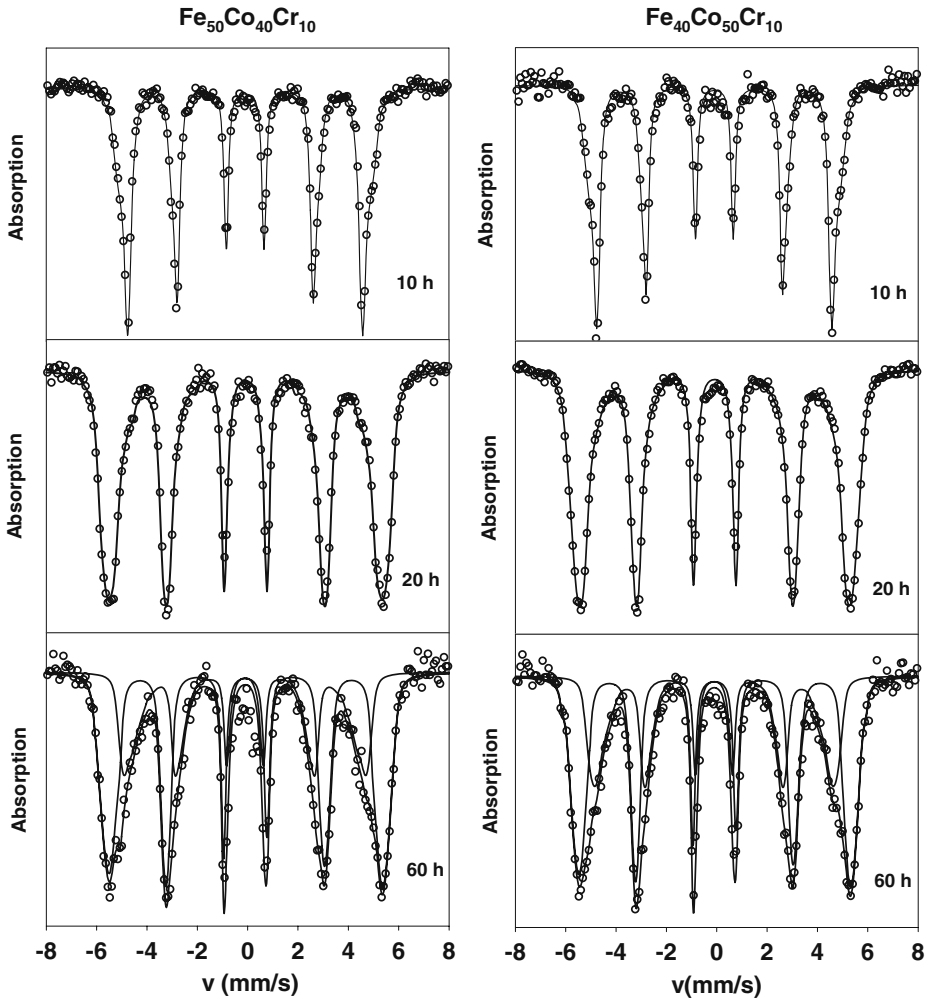 Fe50Co40Cr10
Fe40Co50Cr10
Absorption
10 h
Absorption
10 h
Absorption
20 h
Absorption
20 h
Absorption
60 h
Absorption
60 h
-8 -6 -4 -2 0 2 4 6 8
-8 -6 -4 -2 0 2 4 6 8
v (mm/s)
v(mm/s)